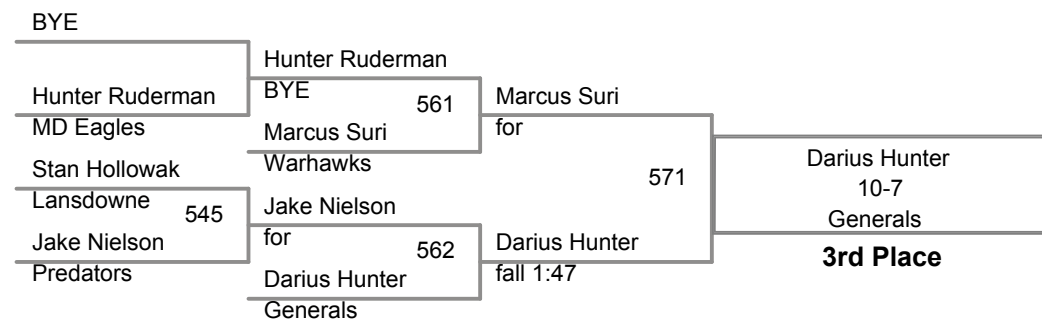 BYE
Hunter Ruderman
MD Eagles
Stan Hollowak
Lansdowne
545
Jake Nielson
Predators
Hunter Ruderman
BYE
561
Marcus Suri
Warhawks
Jake Nielson
for
562
Darius Hunter
Generals
Marcus Suri
for
571
Darius Hunter
fall 1:47
Darius Hunter
10-7
Generals
3rd Place